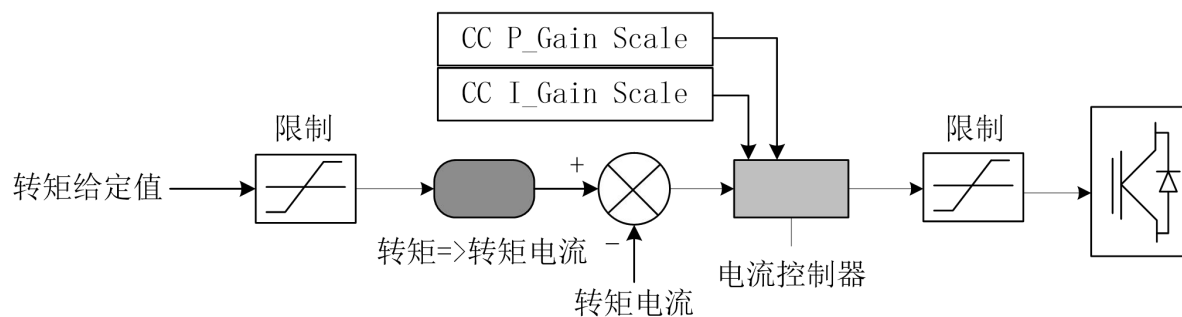 CC P_Gain Scale
CC I_Gain Scale
限制
限制
转矩给定值
+
转矩=>转矩电流
−
电流控制器
转矩电流